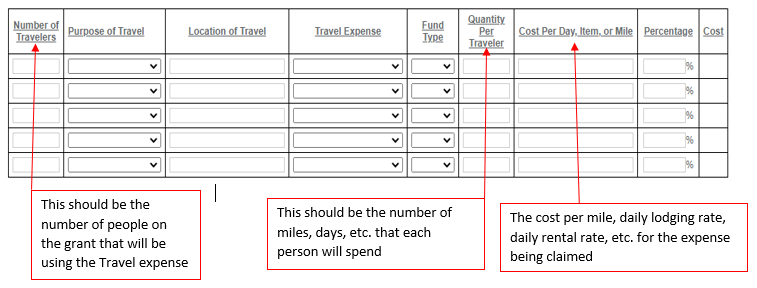 Number of Travelers
Purpose of Travel
Location of Travel
Travel Expense
Fund Type
Quantity Per Traveler
Cost Per Day, Item, or Mile
Percentage
Cost
%
%
%
%
%
This should be the
number of people on
the grant that will be
using the Travel expense
This should be the number of
miles, days, etc. that each
person will spend
The cost per mile, daily lodging rate,
daily rental rate, etc. for the expense
being claimed